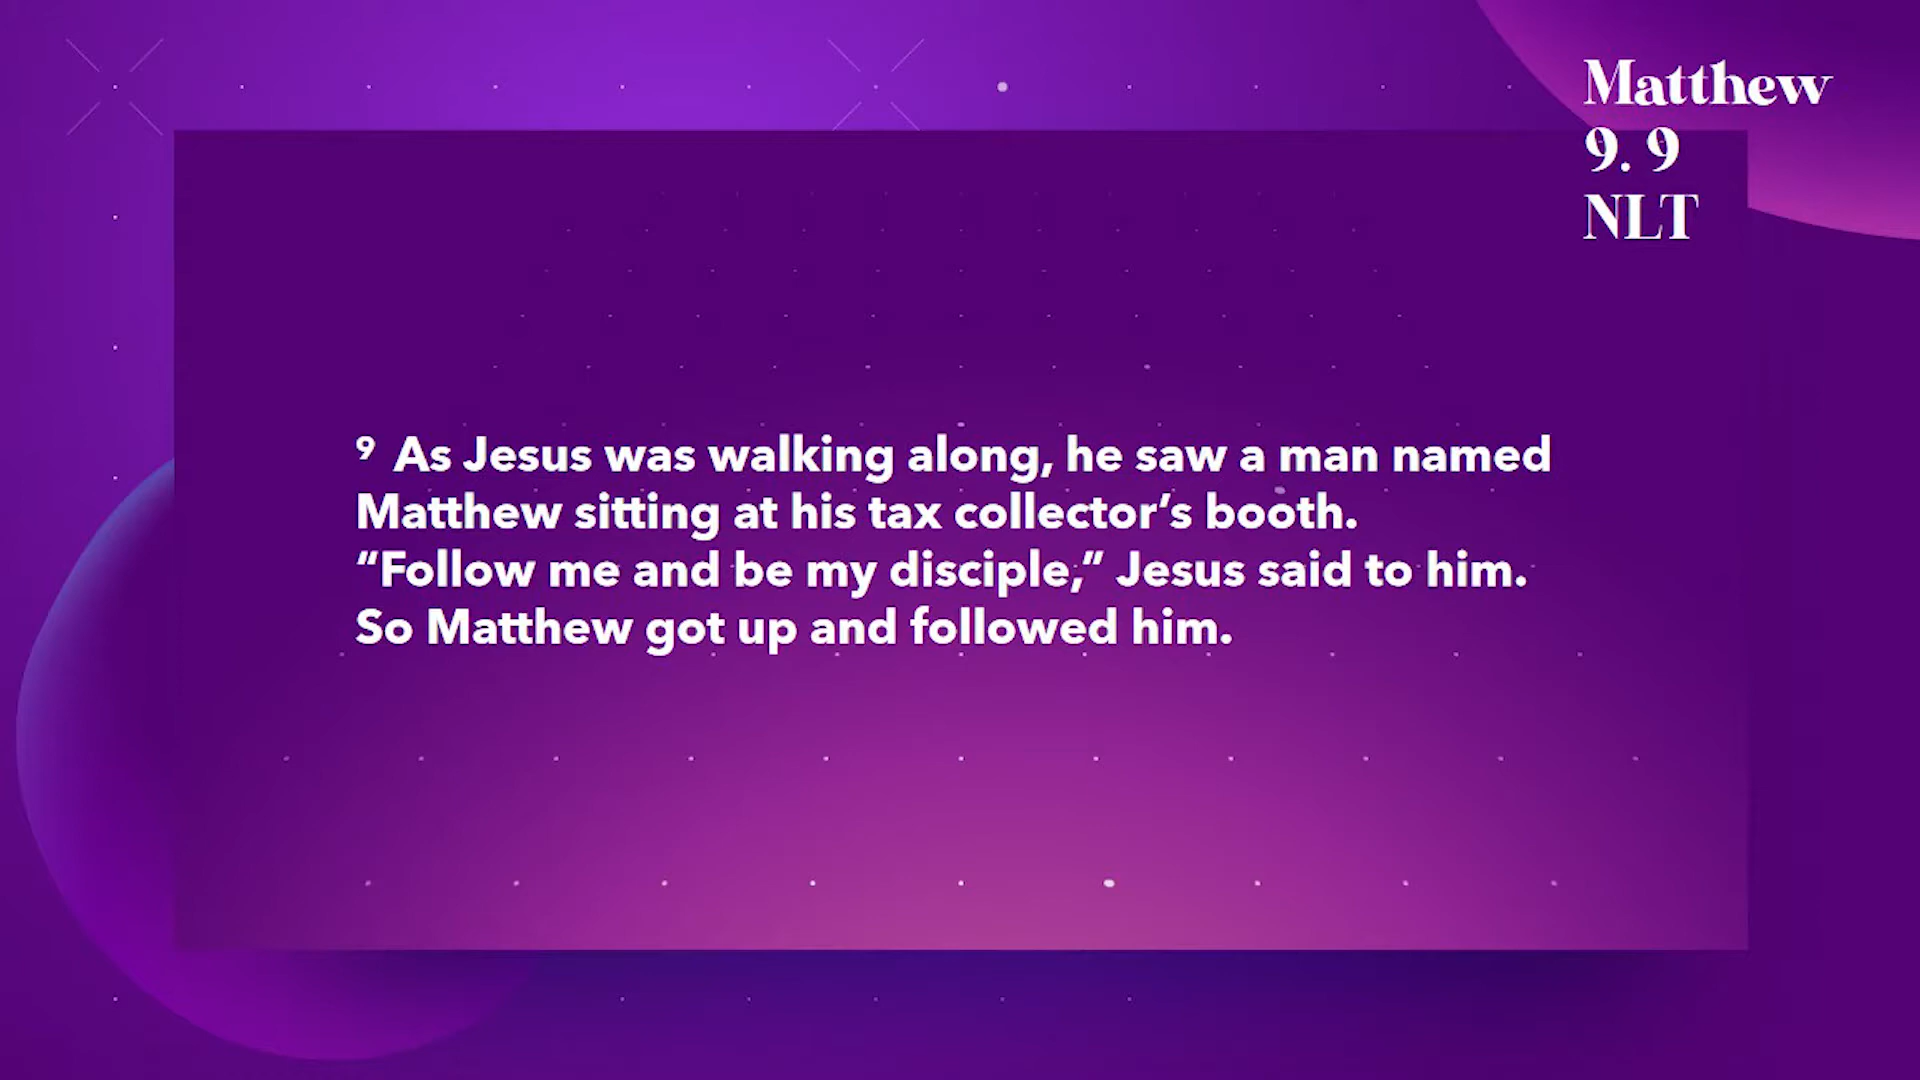 Matthew
9. 9
NLT
9 As Jesus was walking along, he saw a man named
Matthew sitting at his tax collector’s booth.
“Follow me and be my disciple,” Jesus said to him.
So Matthew got up and followed him.